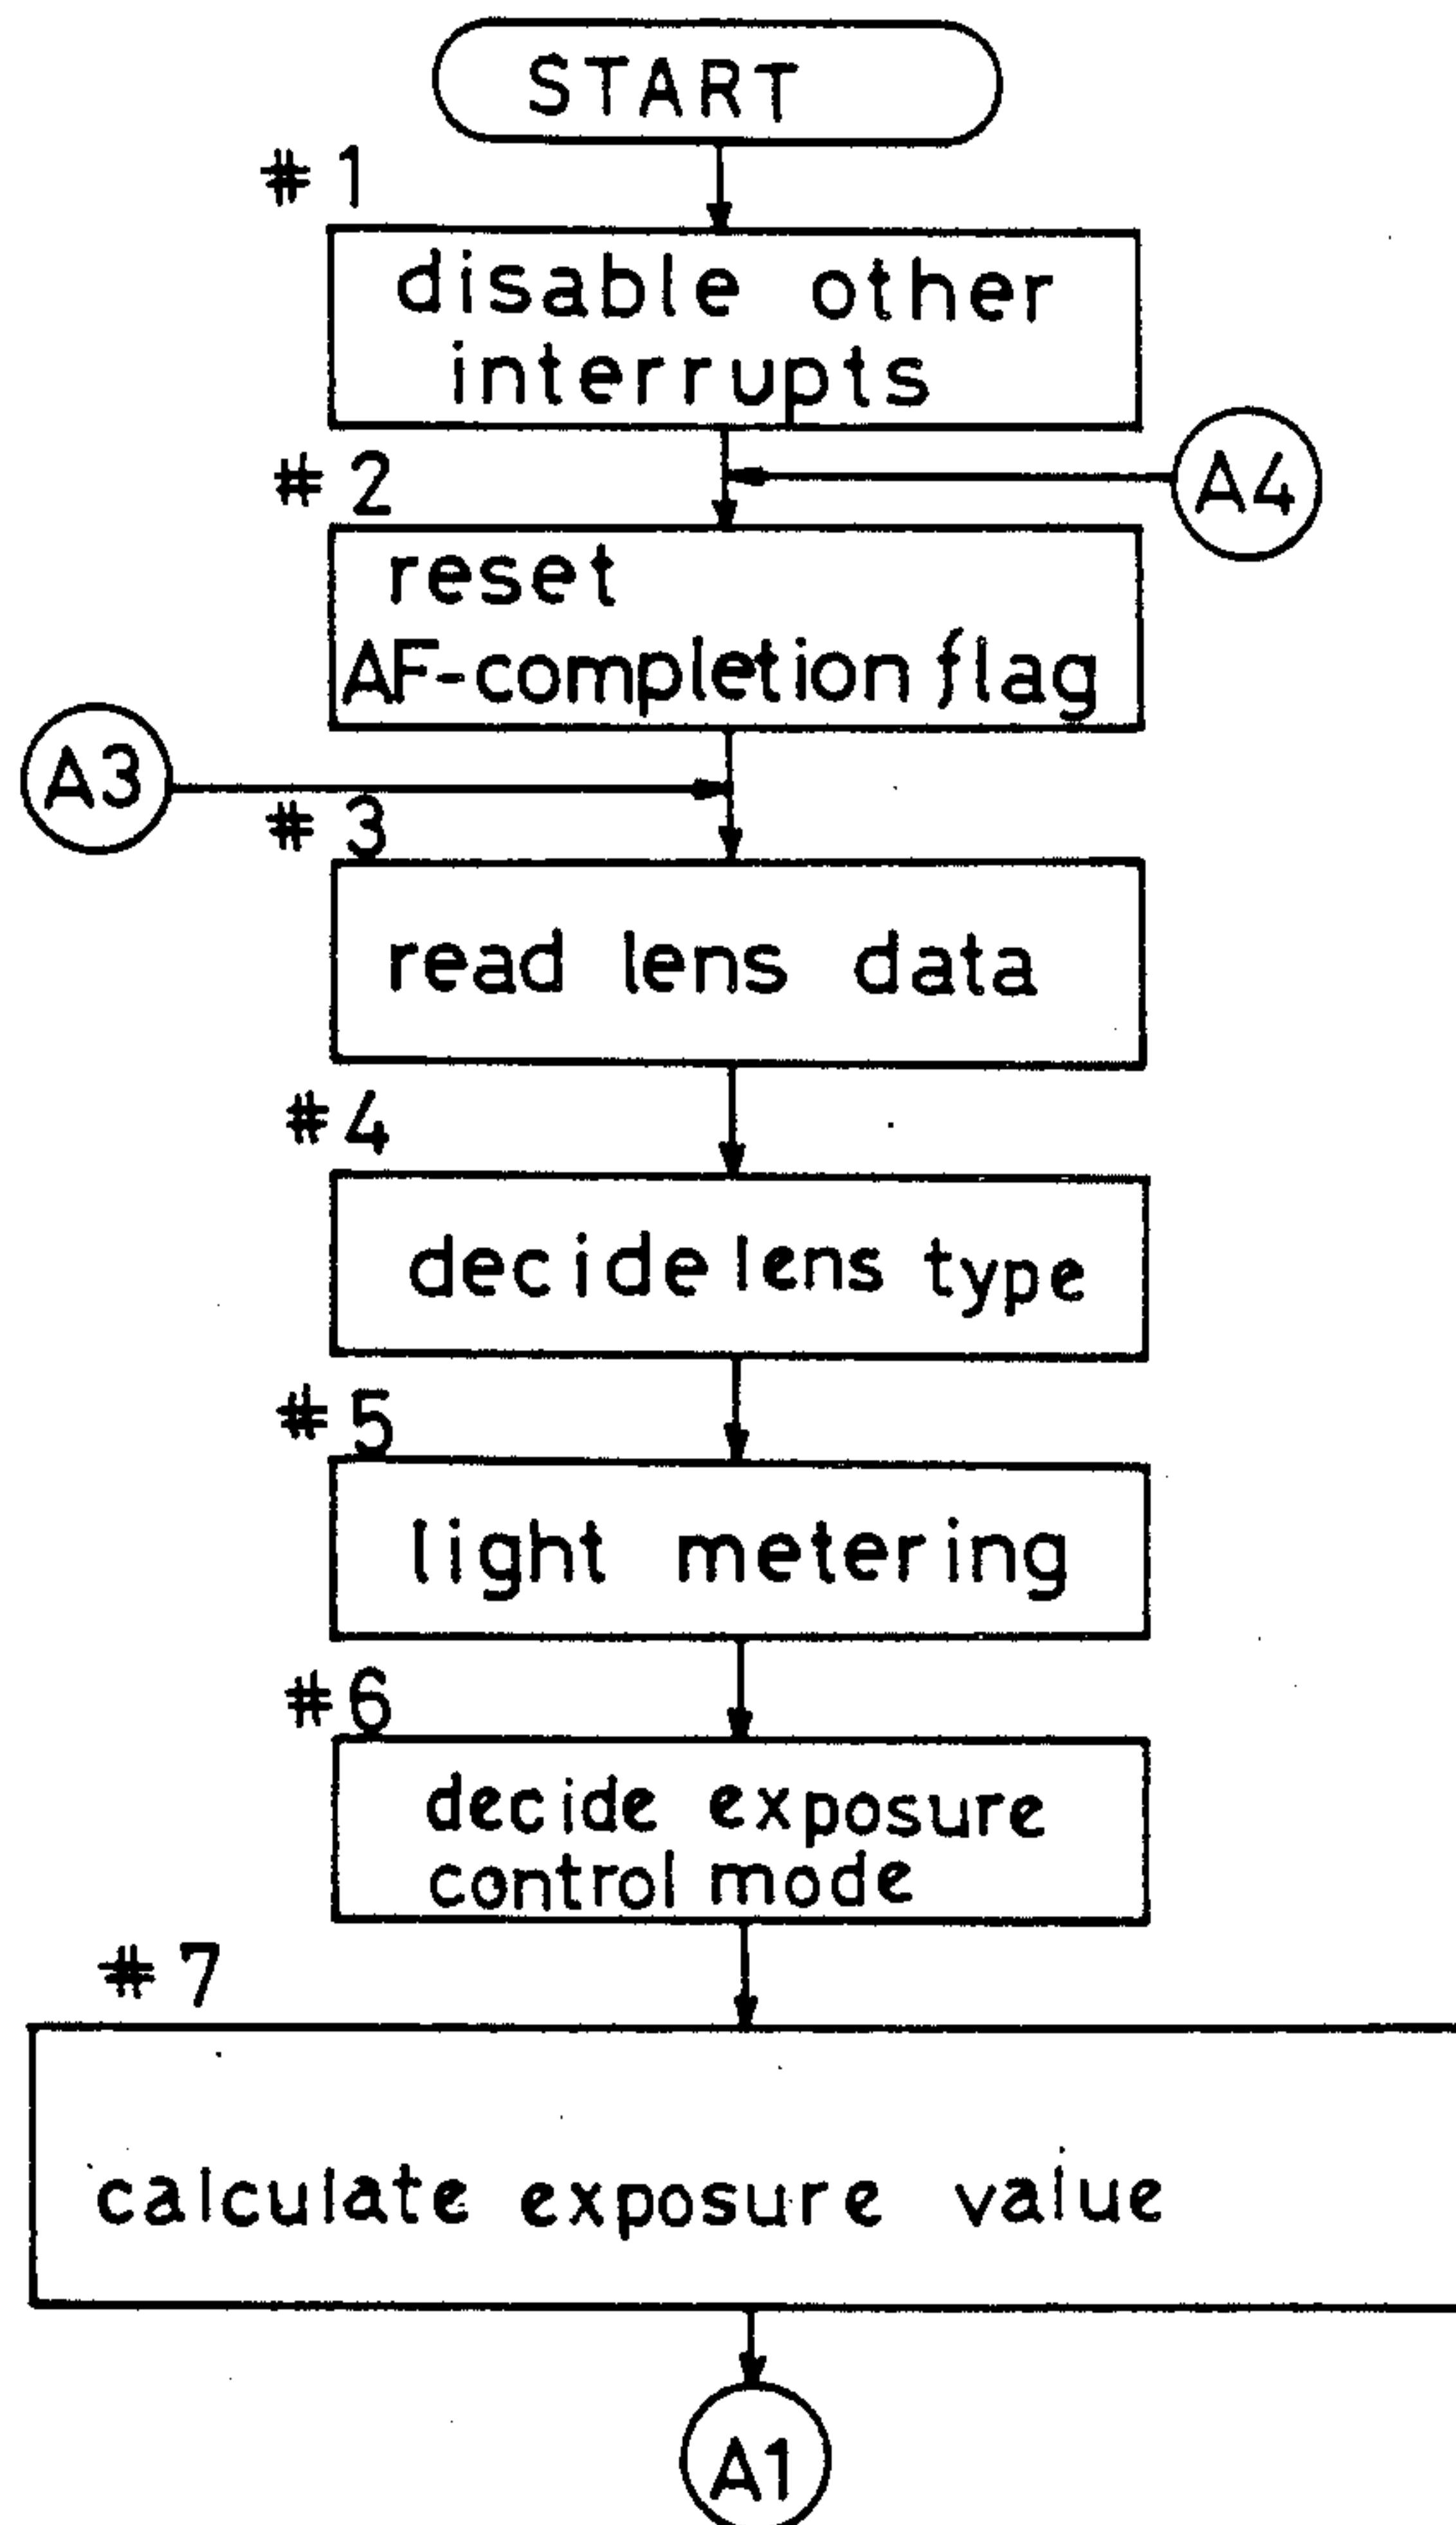 START
# 1
disable other
interrupts
A4
# 2
reset
AF-completion flag
A3
# 3
read lens data
#4
decide lens type
# 5
light metering
#6
decide exposure
control mode
# 7
calculate exposure value
A1